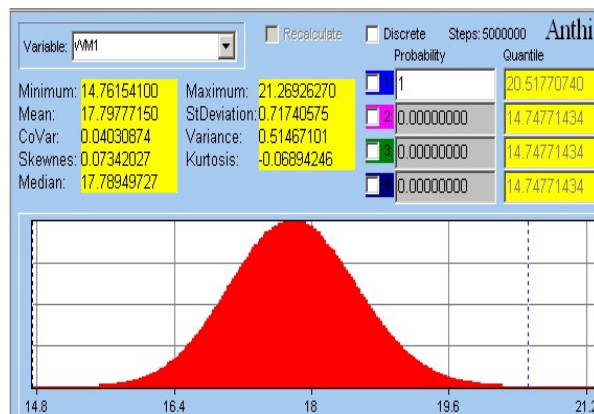 Variable: WM1 Recalculate Discrete Steps: 5000000 Anthi
Probability Quantile
Minimum: 14.76154100 Maximum: 21.26926270 1: 1 20.51770740
Mean: 17.79777150 StDeviation: 0.71740575 2: 0.00000000 14.74771434
CoVar: 0.04030874 Variance: 0.51467101
Skewnes: 0.07342027 Kurtosis: -0.06894246 3: 0.00000000 14.74771434
Median: 17.78949727 0.00000000 14.74771434
14.8 16.4 18 19.6 21.2